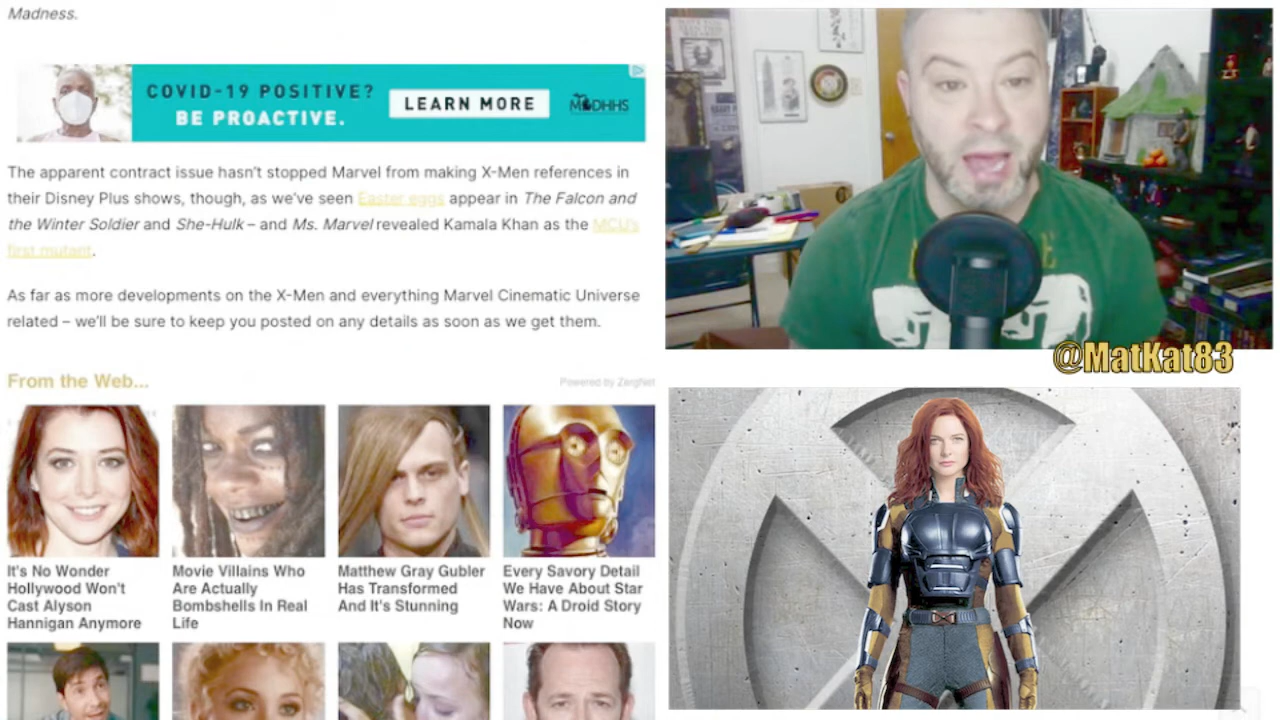 Madness.
COVID-19 POSITIVE?
BE PROACTIVE.
LEARN MORE
MDHHS
The apparent contract issue hasn't stopped Marvel from making X-Men references in
their Disney Plus shows, though, as we've seen Easter eggs appear in The Falcon and
the Winter Soldier and She-Hulk – and Ms. Marvel revealed Kamala Khan as the MCU's
first mutant.
As far as more developments on the X-Men and everything Marvel Cinematic Universe
related – we'll be sure to keep you posted on any details as soon as we get them.
From the Web...
Powered by ZergNet
It's No Wonder
Hollywood Won't
Cast Alyson
Hannigan Anymore
Movie Villains Who
Are Actually
Bombshells In Real
Life
Matthew Gray Gubler
Has Transformed
And It's Stunning
Every Savory Detail
We Have About Star
Wars: A Droid Story
Now
@MatKat83